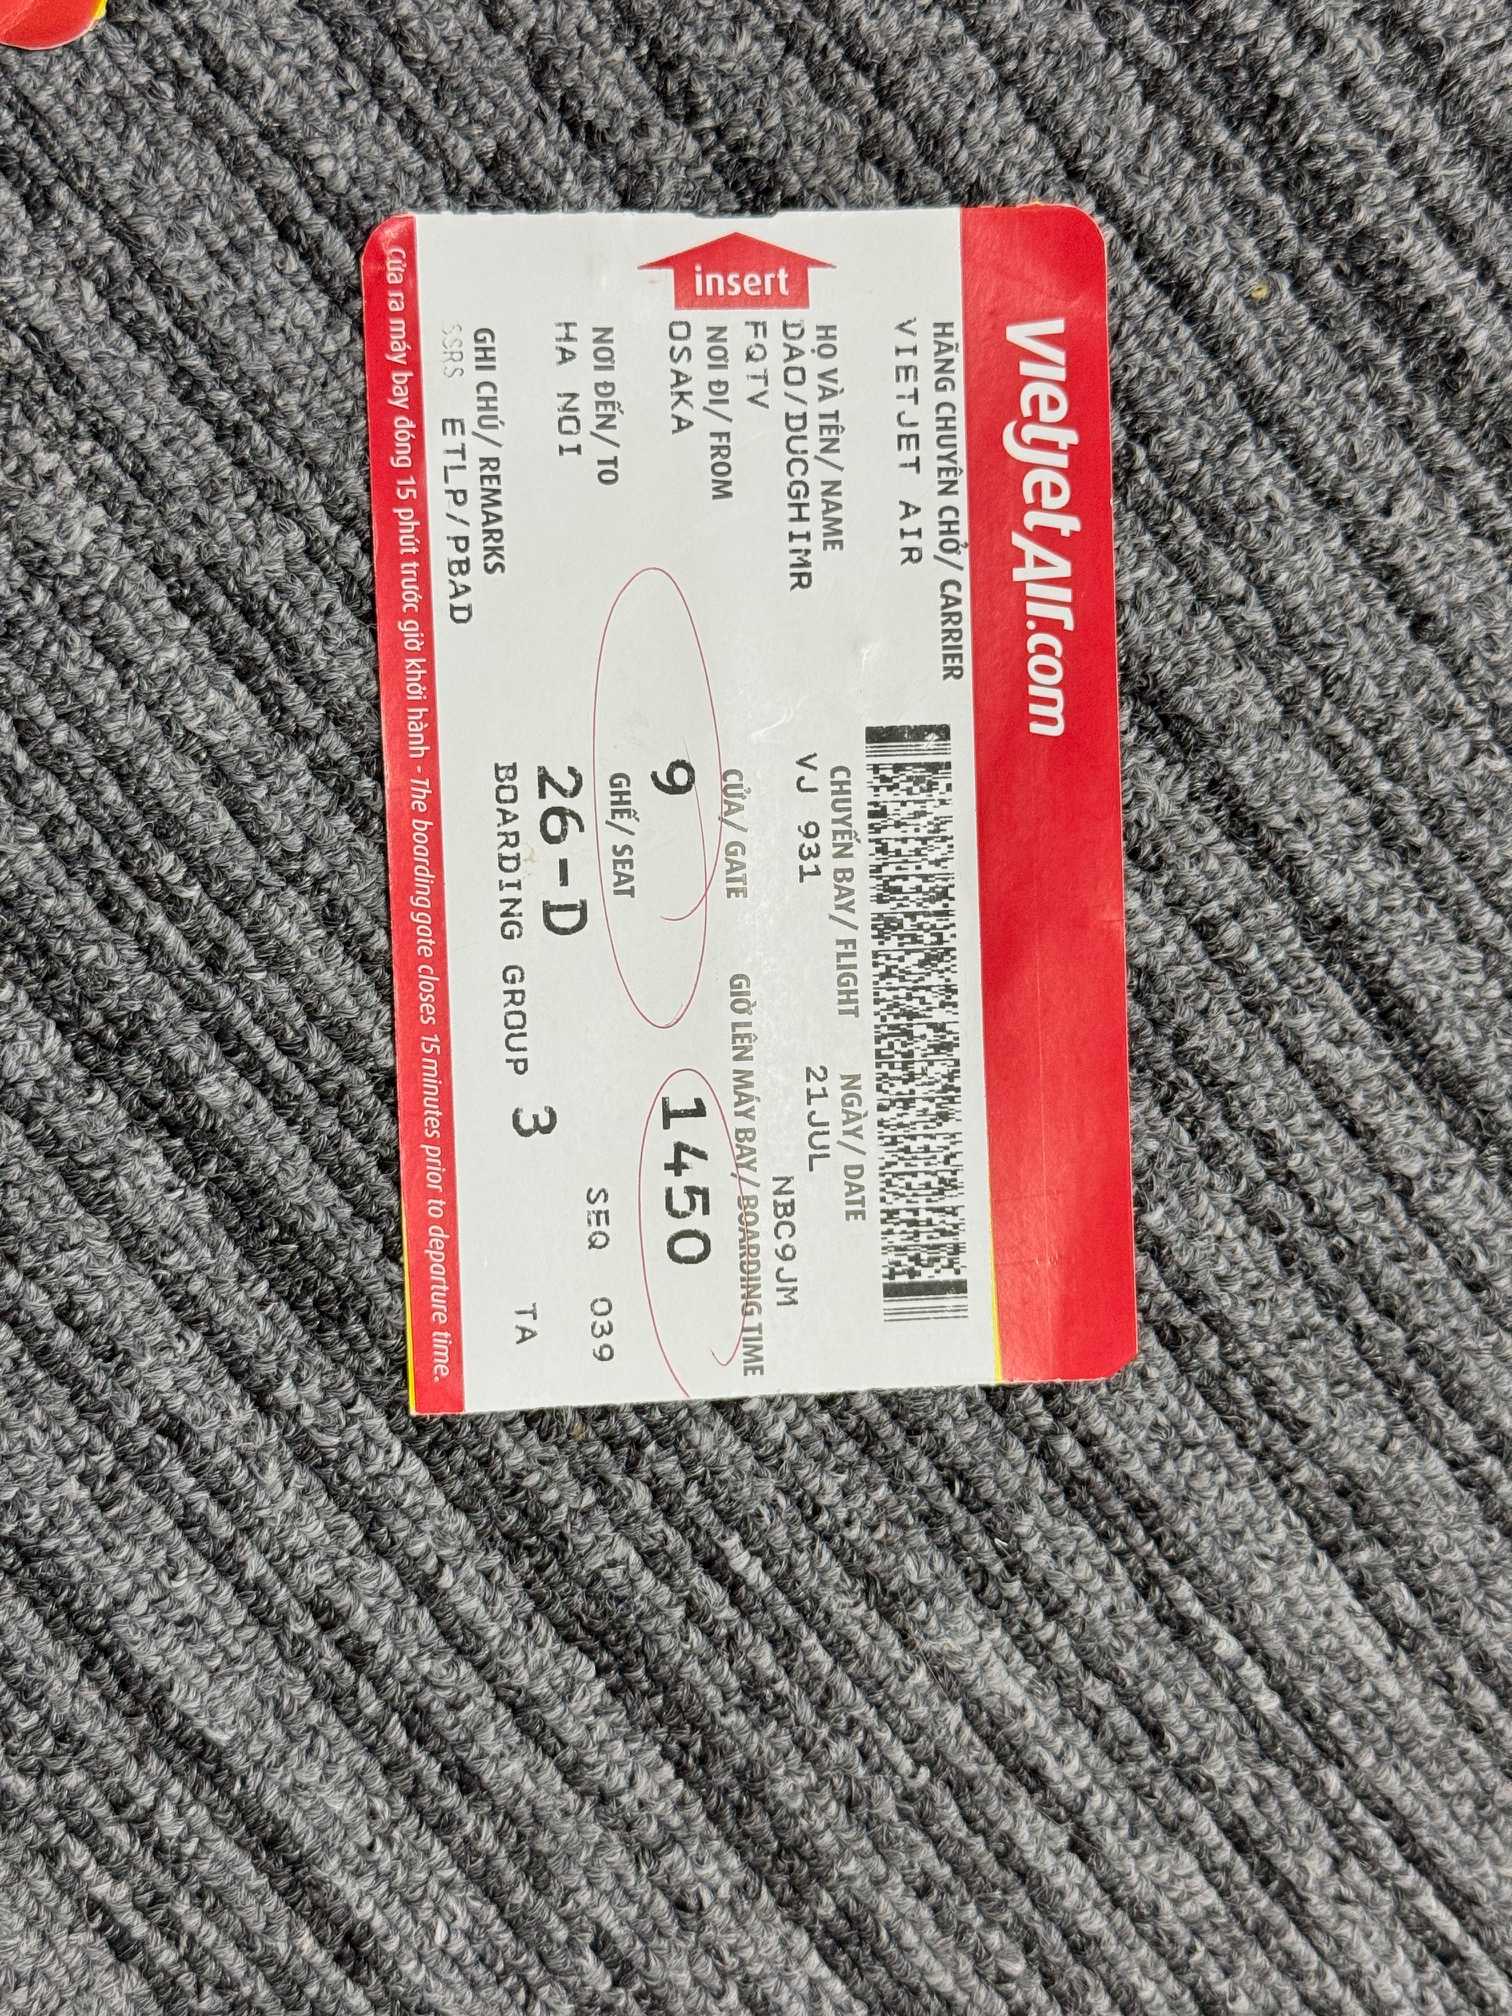 VietjetAir.com
HÃNG CHUYÊN CHỞ/ CARRIER
VIETJET AIR
HỌ VÀ TÊN/ NAME
DAO/DUCGHIMR
FQTV
NƠI ĐI/ FROM
OSAKA
NƠI ĐẾN/ TO
HA NOI
GHI CHÚ/ REMARKS
SSRS ETLP/PBAD
insert
CHUYẾN BAY/ FLIGHT NGÀY/ DATE
VJ 931 21JUL
NBC9JM
CỬA/ GATE GIỜ LÊN MÁY BAY/ BOARDING TIME
9 1450
GHẾ/ SEAT
26-D SEQ 039
BOARDING GROUP 3 TA
Cửa ra máy bay đóng 15 phút trước giờ khởi hành - The boarding gate closes 15 minutes prior to departure time.